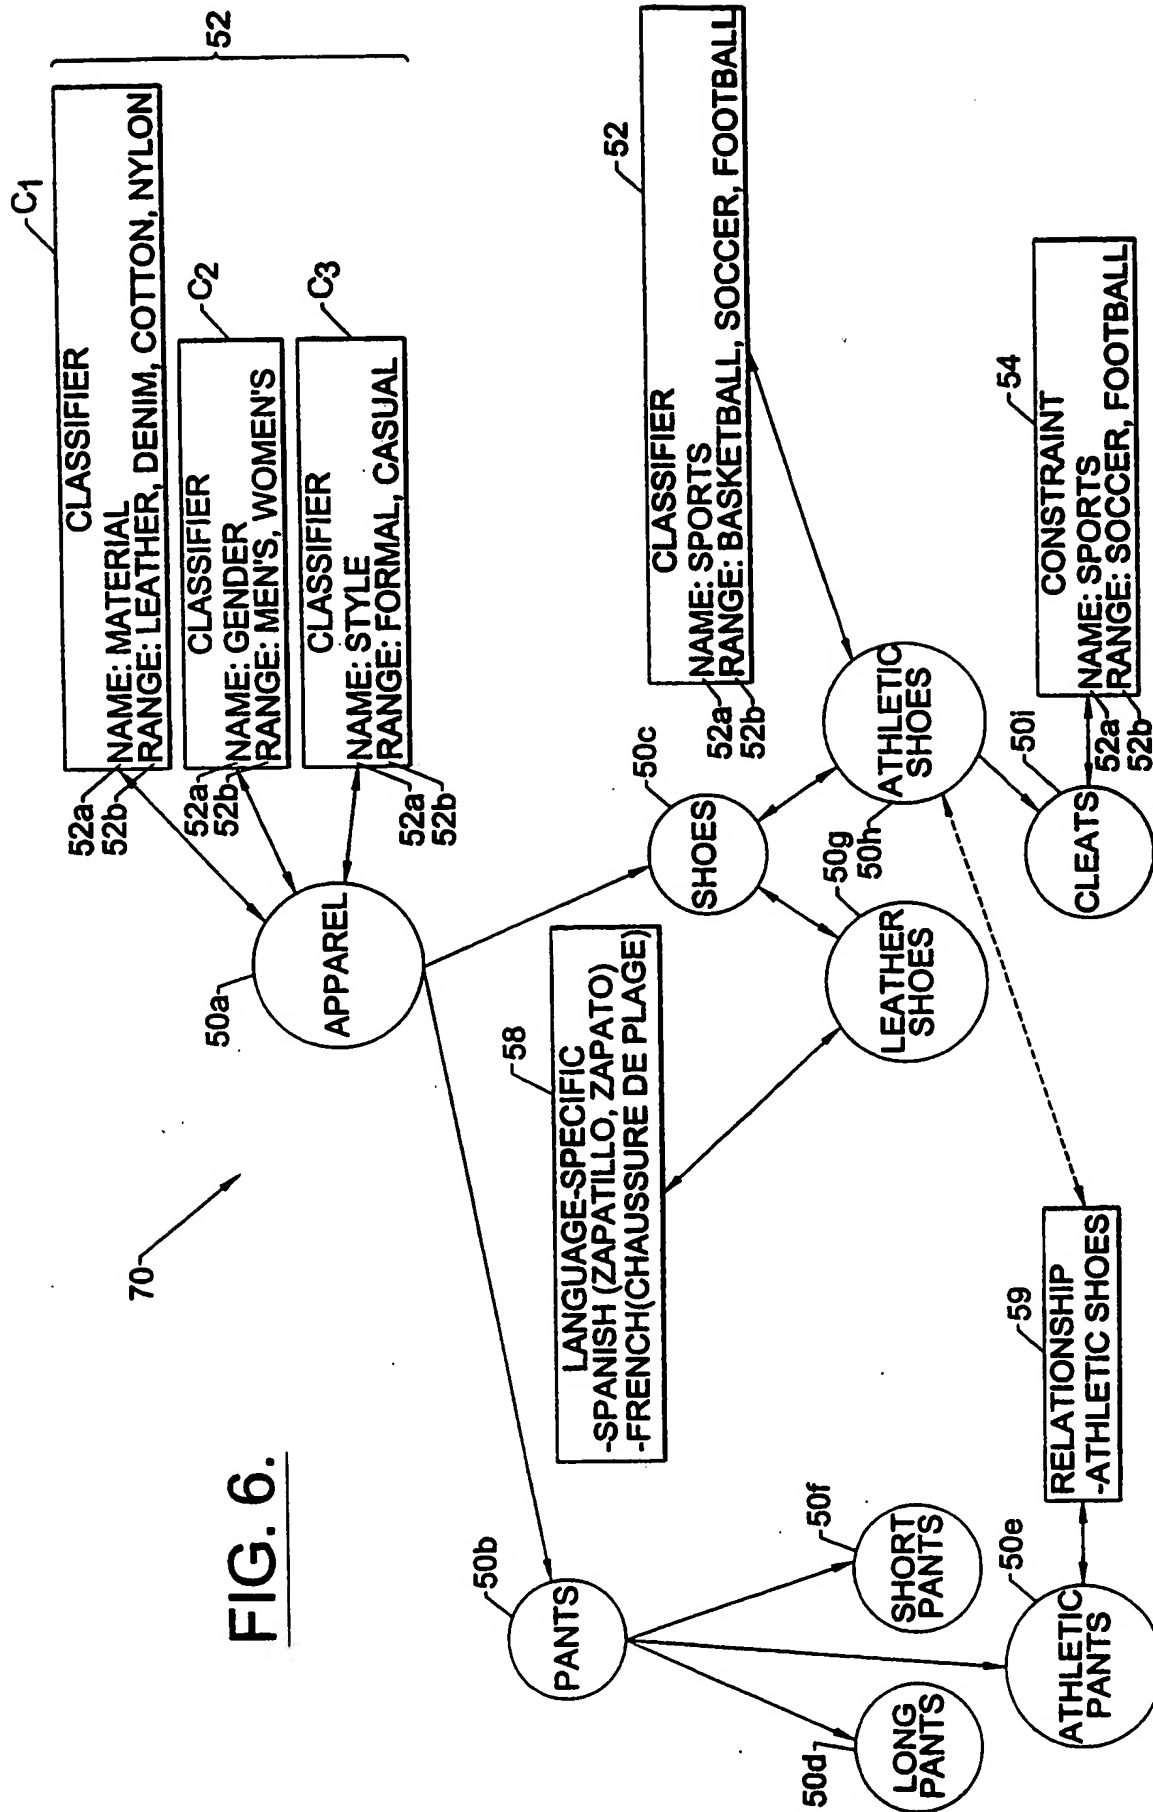 FIG. 6.
70
50a
APPAREL
52
C1
CLASSIFIER
52a NAME: MATERIAL
52b RANGE: LEATHER, DENIM, COTTON, NYLON
C2
CLASSIFIER
52a NAME: GENDER
52b RANGE: MEN'S, WOMEN'S
C3
CLASSIFIER
52a NAME: STYLE
52b RANGE: FORMAL, CASUAL
50b
PANTS
58
LANGUAGE-SPECIFIC
-SPANISH (ZAPATILLO, ZAPATO)
-FRENCH(CHAUSSURE DE PLAGE)
50c
SHOES
52
CLASSIFIER
52a NAME: SPORTS
52b RANGE: BASKETBALL, SOCCER, FOOTBALL
50d
LONG
PANTS
50f
SHORT
PANTS
50g
LEATHER
SHOES
50h
ATHLETIC
SHOES
50e
ATHLETIC
PANTS
59
RELATIONSHIP
-ATHLETIC SHOES
50i
CLEATS
54
CONSTRAINT
52a NAME: SPORTS
52b RANGE: SOCCER, FOOTBALL